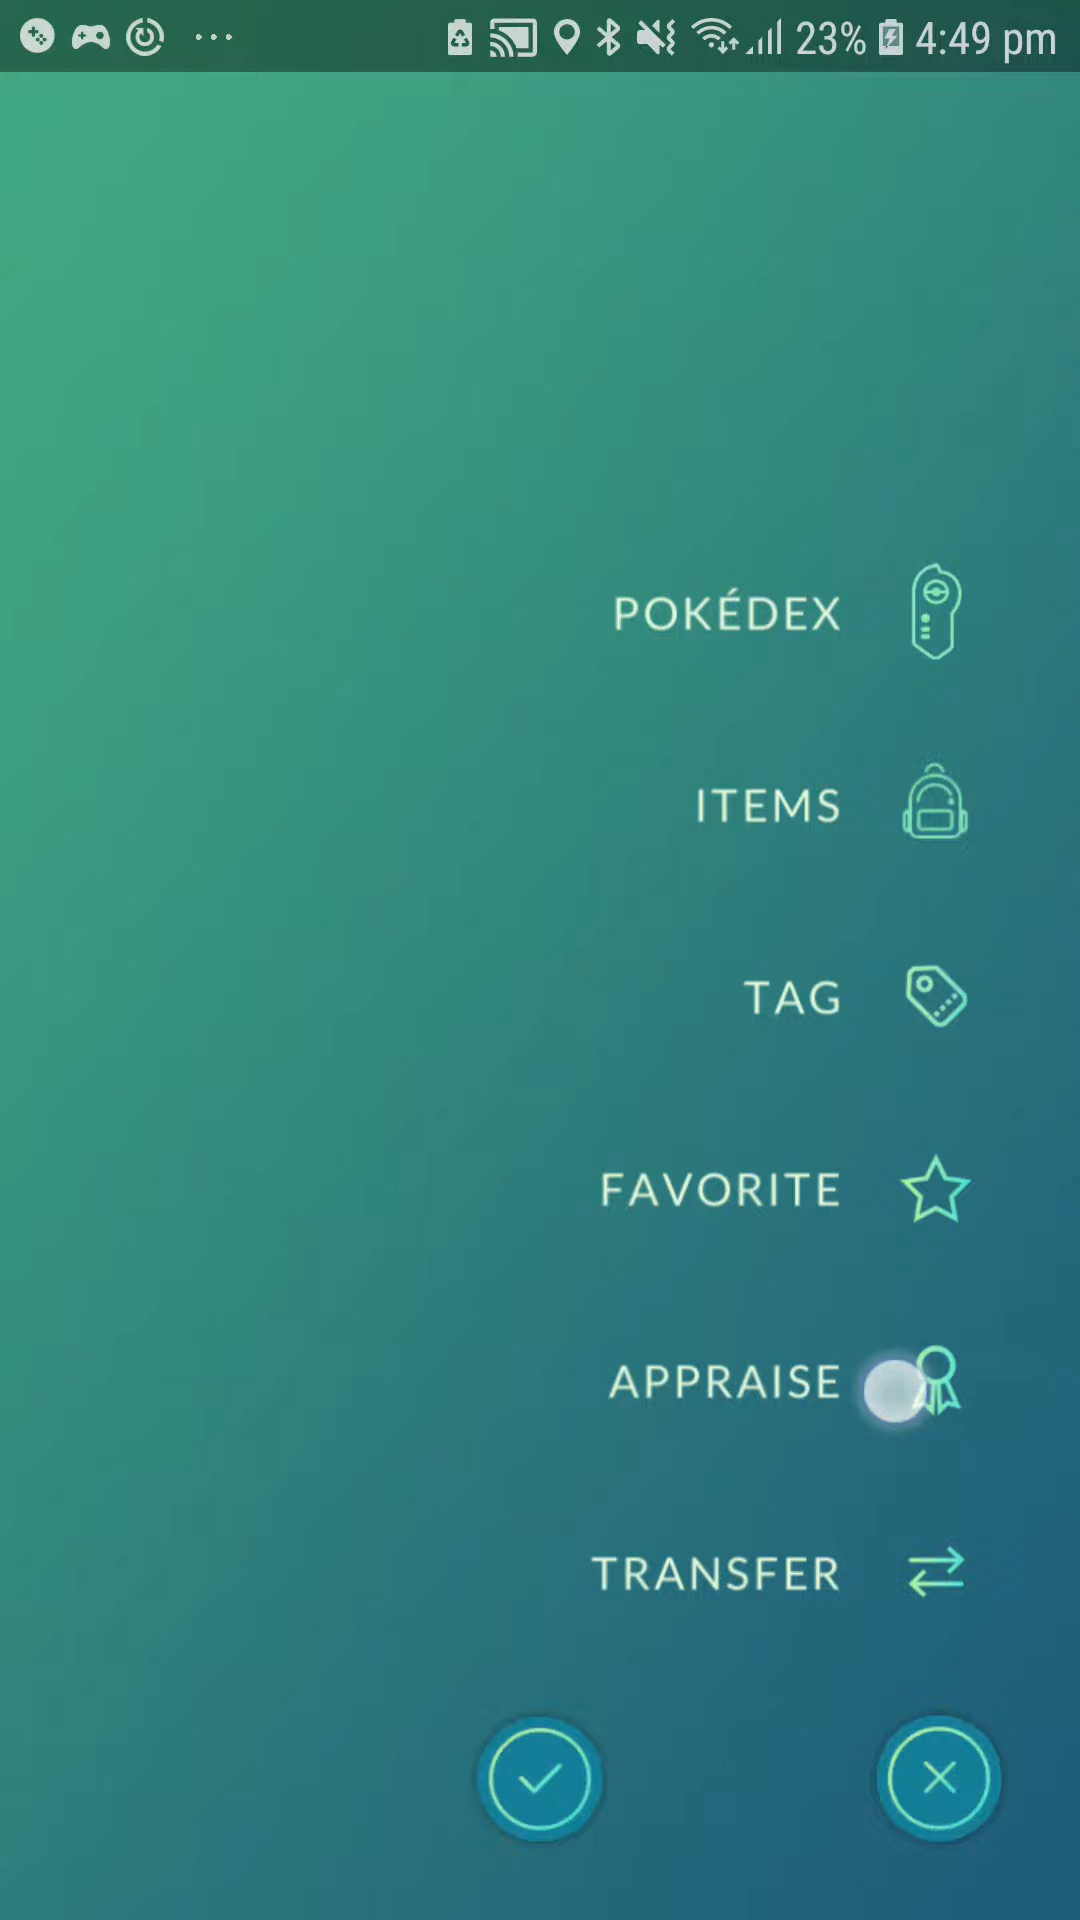 23% 4:49 pm
POKÉDEX
ITEMS
TAG
FAVORITE
APPRAISE
TRANSFER